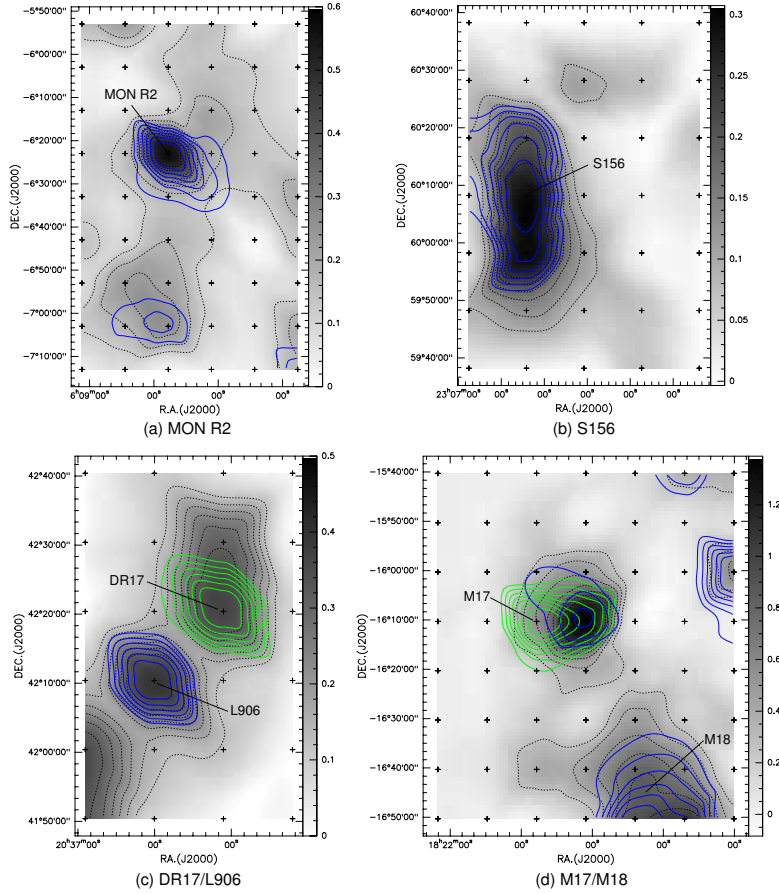 −5°50'00"
−6°00'00"
−6°10'00"
−6°20'00"
−6°30'00"
−6°40'00"
−6°50'00"
−7°00'00"
−7°10'00"
DEC.(J2000)
MON R2
0.6
0.5
0.4
0.3
0.2
0.1
0
6ʰ09ᵐ00ˢ
00ˢ
00ˢ
00ˢ
R.A.(J2000)
(a) MON R2
60°40'00"
60°30'00"
60°20'00"
60°10'00"
60°00'00"
59°50'00"
59°40'00"
DEC.(J2000)
S156
0.3
0.25
0.2
0.15
0.1
0.05
0
23ʰ07ᵐ00ˢ
00ˢ
00ˢ
00ˢ
00ˢ
00ˢ
RA.(J2000)
(b) S156
42°40'00"
42°30'00"
42°20'00"
42°10'00"
42°00'00"
41°50'00"
DEC.(J2000)
DR17
L906
0.5
0.4
0.3
0.2
0.1
0
20ʰ37ᵐ00ˢ
00ˢ
00ˢ
RA.(J2000)
(c) DR17/L906
−15°40'00"
−15°50'00"
−16°00'00"
−16°10'00"
−16°20'00"
−16°30'00"
−16°40'00"
−16°50'00"
DEC.(J2000)
M17
M18
1.2
1
0.8
0.6
0.4
0.2
0
18ʰ22ᵐ00ˢ
00ˢ
00ˢ
00ˢ
00ˢ
00ˢ
RA.(J2000)
(d) M17/M18